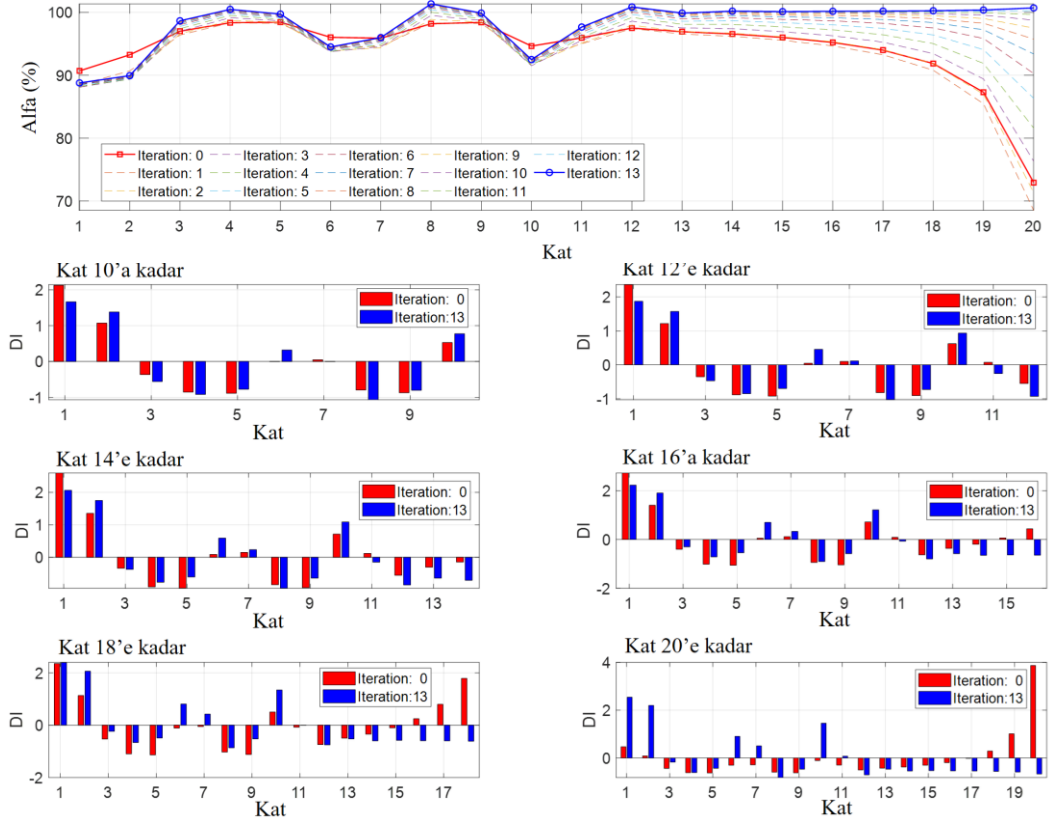 100
90
80
70
Alfa (%)
Iteration: 0
Iteration: 3
Iteration: 6
Iteration: 9
Iteration: 12
Iteration: 1
Iteration: 4
Iteration: 7
Iteration: 10
Iteration: 13
Iteration: 2
Iteration: 5
Iteration: 8
Iteration: 11
1 2 3 4 5 6 7 8 9 10 11 12 13 14 15 16 17 18 19 20
Kat
Kat 10'a kadar
2
1
0
-1
DI
Iteration: 0
Iteration:13
1 3 5 7 9
Kat
Kat 12'e kadar
2
1
0
-1
DI
Iteration: 0
Iteration:13
1 3 5 7 9 11
Kat
Kat 14'e kadar
2
0
DI
Iteration: 0
Iteration:13
1 3 5 7 9 11 13
Kat
Kat 16'a kadar
2
0
-2
DI
Iteration: 0
Iteration:13
1 3 5 7 9 11 13 15
Kat
Kat 18'e kadar
2
0
-2
DI
Iteration: 0
Iteration:13
1 3 5 7 9 11 13 15 17
Kat
Kat 20'e kadar
4
2
0
DI
Iteration: 0
Iteration:13
1 3 5 7 9 11 13 15 17 19
Kat